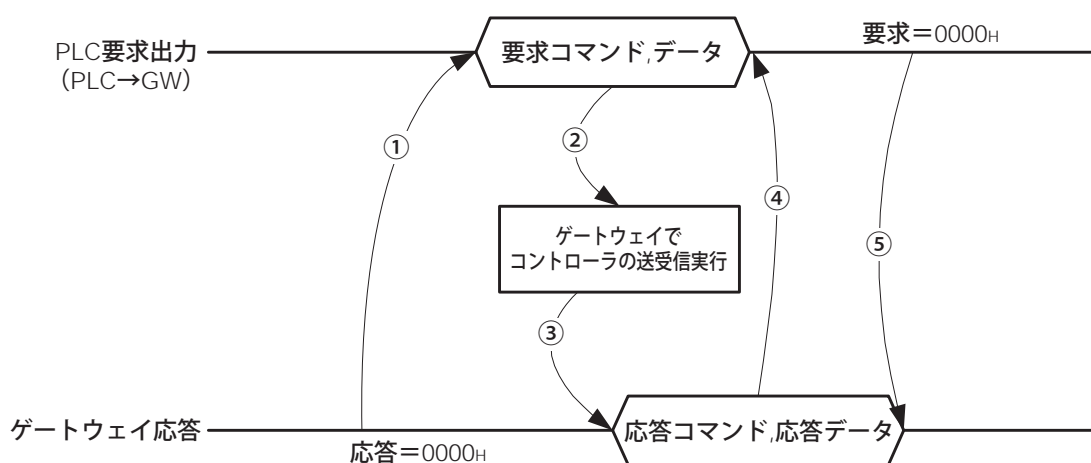 PLC要求出力
（PLC→GW）
要求コマンド,データ
要求＝0000H
①
②
④
ゲートウェイで
コントローラの送受信実行
⑤
③
ゲートウェイ応答
応答＝0000H
応答コマンド,応答データ